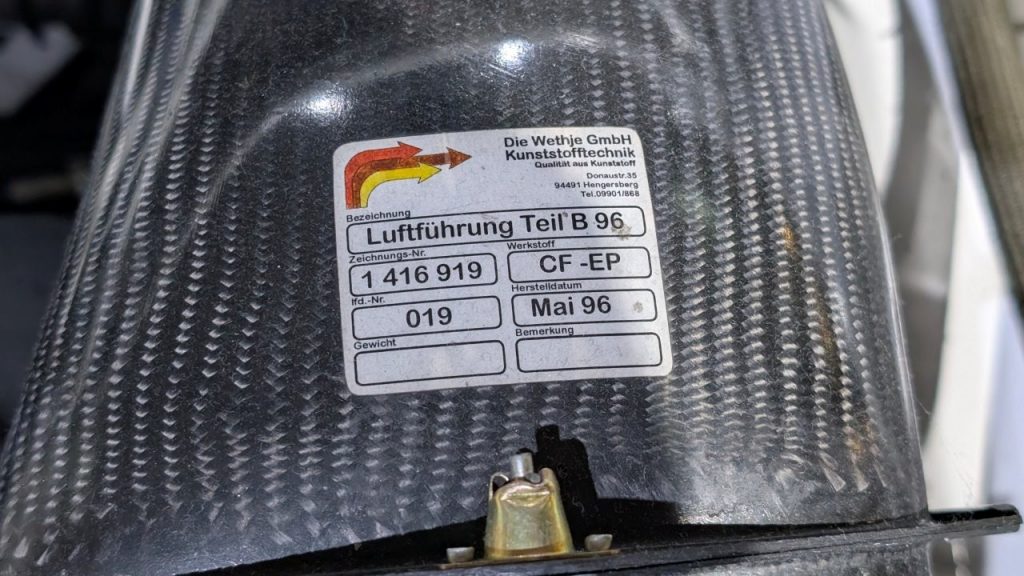 Die Wethje GmbH
Kunststofftechnik
Qualität aus Kunststoff
Donaustr.35
94491 Hengersberg
Tel.09901/868
Bezeichnung
Luftführung Teil B 96
Zeichnungs-Nr.
Werkstoff
1 416 919
CF -EP
lfd.-Nr.
Herstelldatum
019
Mai 96
Gewicht
Bemerkung